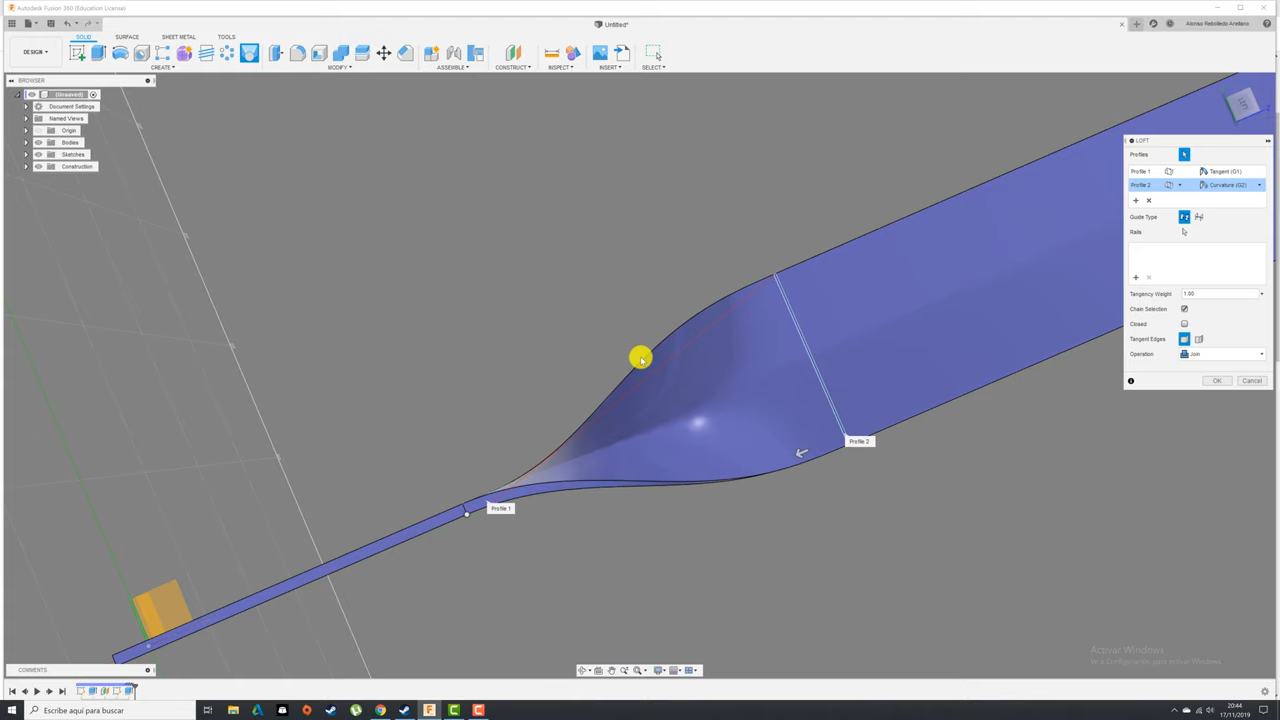 Autodesk Fusion 360 (Education License)
Untitled*
Alonso Rebolledo Arellano
DESIGN
SOLID SURFACE SHEET METAL TOOLS
CREATE MODIFY ASSEMBLE CONSTRUCT INSPECT INSERT SELECT
BROWSER
(Unsaved)
Document Settings
Named Views
Origin
Bodies
Sketches
Construction
LEFT
Z
LOFT
Profiles
Profile 1 Tangent (G1)
Profile 2 Curvature (G2)
Guide Type
Rails
Tangency Weight 1.00
Chain Selection
Closed
Tangent Edges
Operation Join
OK Cancel
Profile 2
Profile 1
Activar Windows
Ve a Configuración para activar Windows.
COMMENTS
Escribe aquí para buscar
20:44
17/11/2019